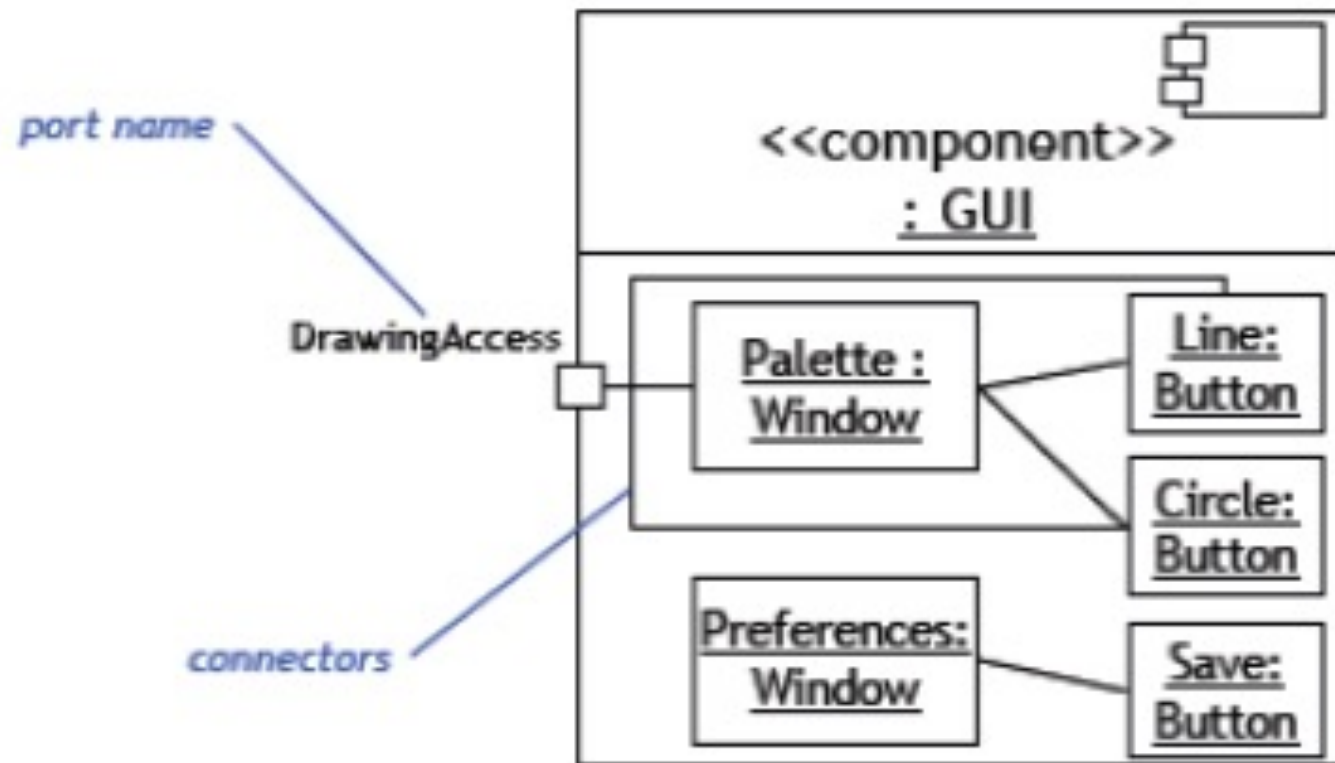 port name
<<component>>
: GUI
DrawingAccess
Palette :
Window
Line:
Button
Circle:
Button
connectors
Preferences:
Window
Save:
Button